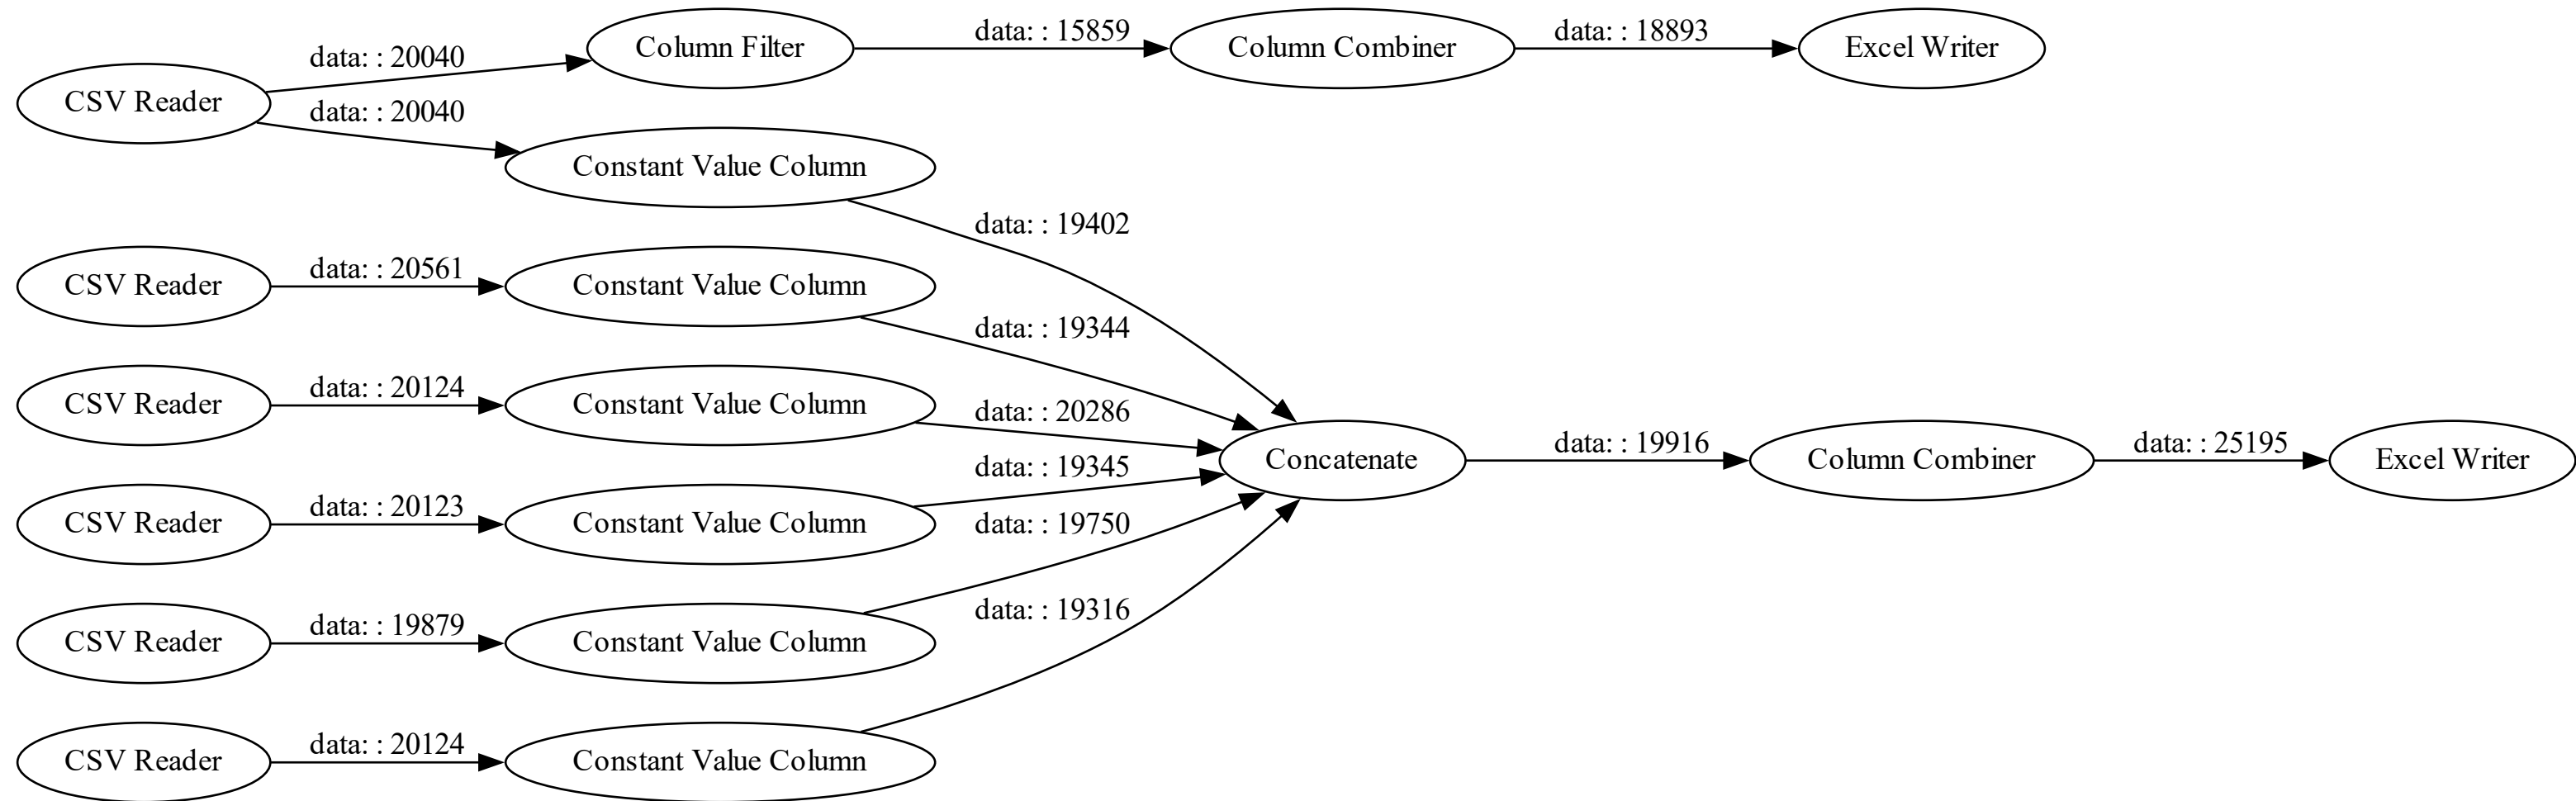 data: : 15859
data: : 18893
Column Filter
Column Combiner
Excel Writer
data: : 20040
CSV Reader
data: : 20040
Constant Value Column
data: : 19402
data: : 20561
CSV Reader
Constant Value Column
data: : 19344
data: : 20124
CSV Reader
Constant Value Column
data: : 20286
data: : 19916
data: : 25195
Concatenate
Column Combiner
Excel Writer
data: : 19345
data: : 20123
CSV Reader
Constant Value Column
data: : 19750
data: : 19879
CSV Reader
Constant Value Column
data: : 19316
data: : 20124
CSV Reader
Constant Value Column